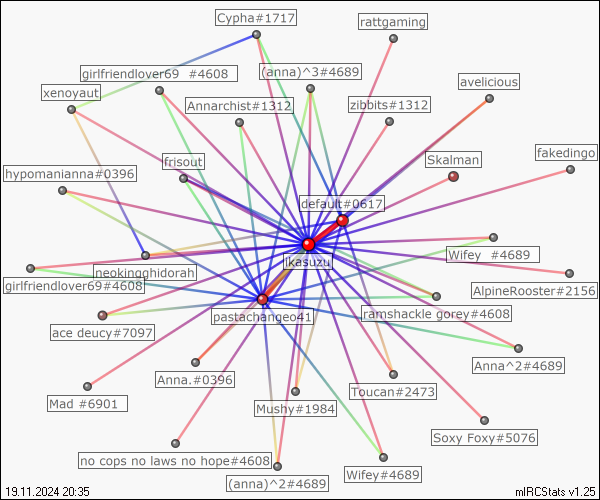 Cypha#1717
rattgaming
girlfriendlover69  #4608
(anna)^3#4689
avelicious
xenoyaut
Annarchist#1312
zibbits#1312
fakedingo
frisout
Skalman
hypomanianna#0396
default#0617
Wifey  #4689
lkasuzu
neokingghidorah
girlfriendlover69#4608
AlpineRooster#2156
pastachangeo41
ramshackle gorey#4608
ace deucy#7097
Anna^2#4689
Anna.#0396
Toucan#2473
Mad #6901
Mushy#1984
Soxy Foxy#5076
no cops no laws no hope#4608
Wifey#4689
(anna)^2#4689
19.11.2024 20:35
mIRCStats v1.25